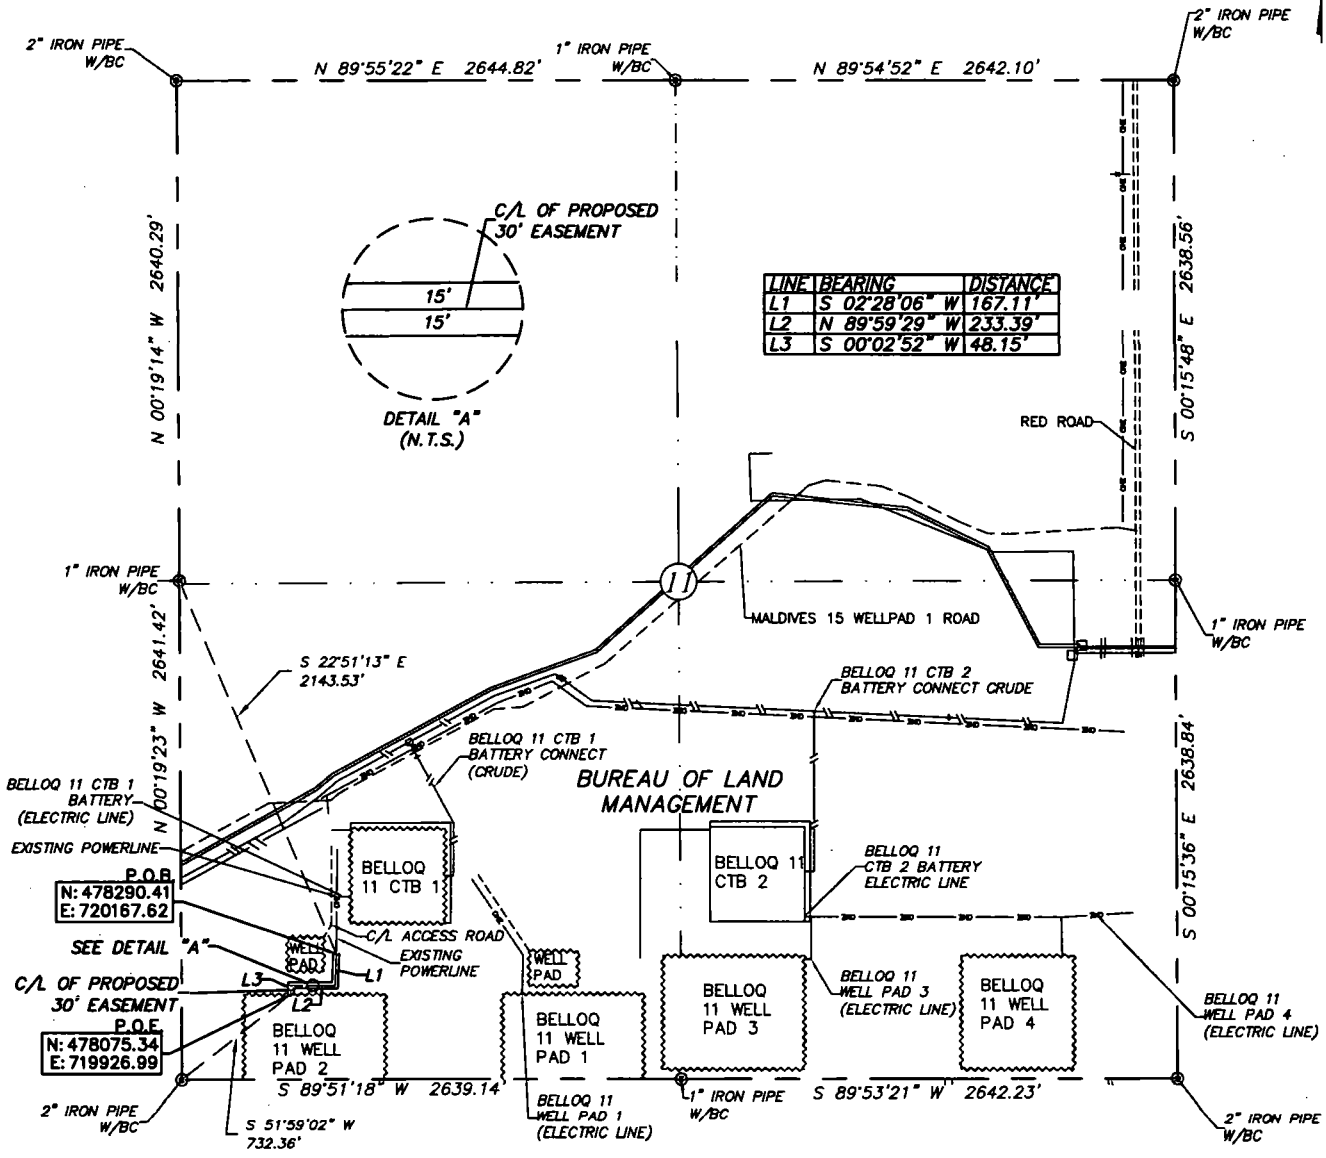 2" IRON PIPE
W/BC
N 89°55'22" E 2644.82'
1" IRON PIPE
W/BC
N 89°54'52" E 2642.10'
2" IRON PIPE
W/BC
N 00°19'14" W 2640.29'
C/L OF PROPOSED
30' EASEMENT
15'
15'
DETAIL "A"
(N.T.S.)
LINE BEARING DISTANCE
L1 S 02°28'06" W 167.11'
L2 N 89°59'29" W 233.39'
L3 S 00°02'52" W 48.15'
S 00°15'48" E 2638.56'
RED ROAD
1" IRON PIPE
W/BC
11
MALDIVES 15 WELLPAD 1 ROAD
1" IRON PIPE
W/BC
N 00°19'23" W 2641.42'
S 22°51'13" E
2143.53'
BELLOQ 11 CTB 2
BATTERY CONNECT CRUDE
BELLOQ 11 CTB 1
BATTERY CONNECT
(CRUDE)
BUREAU OF LAND
MANAGEMENT
S 00°15'36" E 2638.84'
BELLOQ 11 CTB 1
BATTERY
(ELECTRIC LINE)
EXISTING POWERLINE
BELLOQ
11 CTB 1
BELLOQ 11
CTB 2
BELLOQ 11
CTB 2 BATTERY
ELECTRIC LINE
P.O.B.
N: 478290.41
E: 720167.62
C/L ACCESS ROAD
EXISTING
POWERLINE
SEE DETAIL "A"
WELL
PAD
WELL
PAD
L1
L3
L2
C/L OF PROPOSED
30' EASEMENT
P.O.E.
N: 478075.34
E: 719926.99
BELLOQ
11 WELL
PAD 2
BELLOQ
11 WELL
PAD 1
BELLOQ
11 WELL
PAD 3
BELLOQ 11
WELL PAD 3
(ELECTRIC LINE)
BELLOQ
11 WELL
PAD 4
BELLOQ 11
WELL PAD 4
(ELECTRIC LINE)
S 89°51'18" W 2639.14'
S 89°53'21" W 2642.23'
2" IRON PIPE
W/BC
S 51°59'02" W
732.36'
BELLOQ 11
WELL PAD 1
(ELECTRIC LINE)
1" IRON PIPE
W/BC
2" IRON PIPE
W/BC